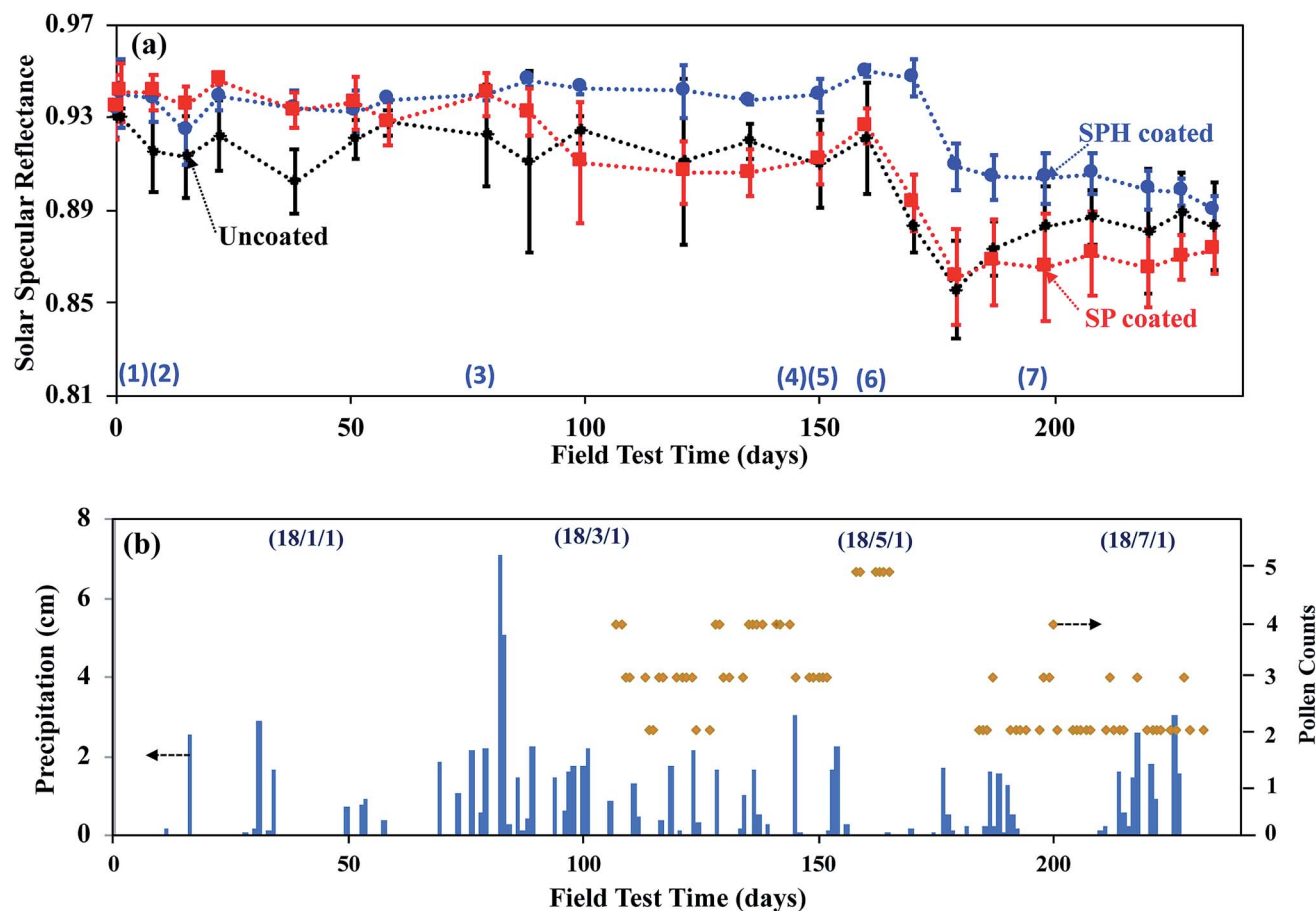 (a)
Solar Specular Reflectance
0.97
0.93
0.89
0.85
0.81
SPH coated
Uncoated
SP coated
(1)(2) (3) (4)(5) (6) (7)
0 50 100 150 200
Field Test Time (days)
(b)
(18/1/1) (18/3/1) (18/5/1) (18/7/1)
Precipitation (cm)
8
6
4
2
0
Pollen Counts
5
4
3
2
1
0
0 50 100 150 200
Field Test Time (days)